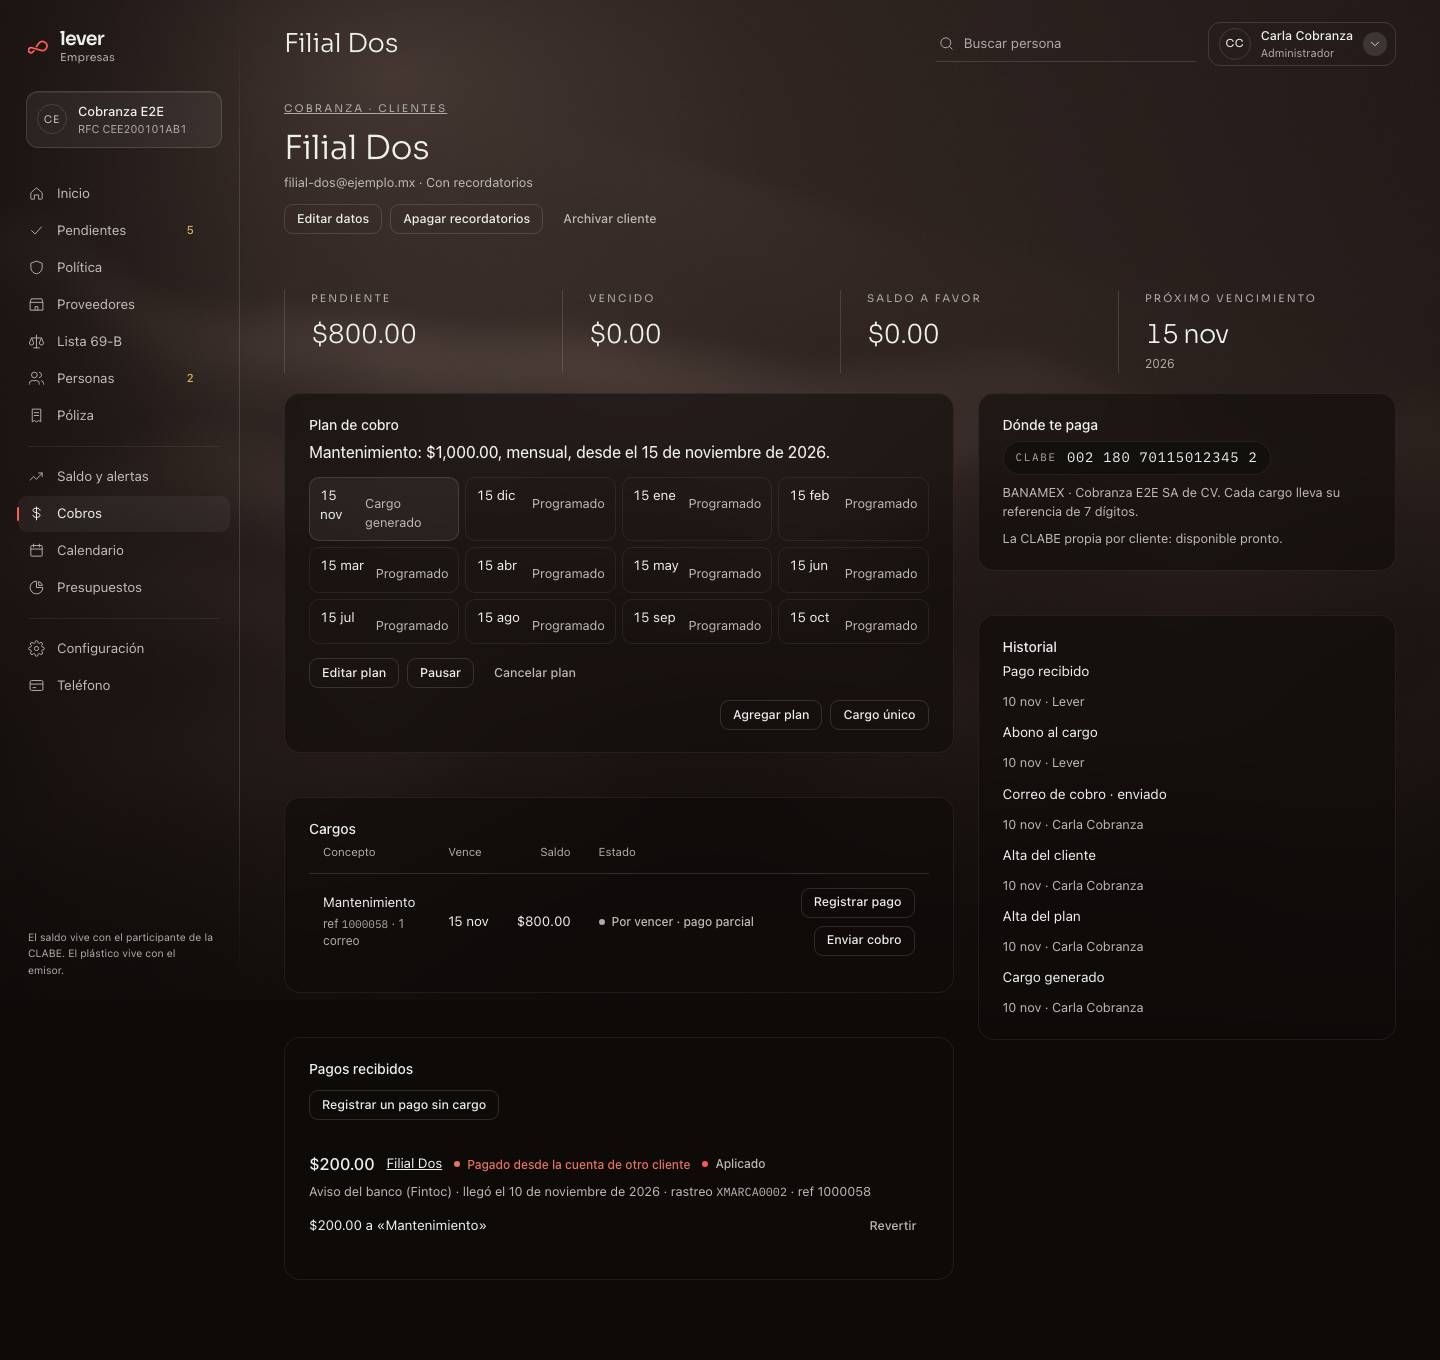 lever
Empresas
Cobranza E2E
CE
RFC CEE200101AB1
Inicio
Pendientes 5
Política
Proveedores
Lista 69-B
Personas 2
Póliza
Saldo y alertas
Cobros
Calendario
Presupuestos
Configuración
Teléfono
El saldo vive con el participante de la
CLABE. El plástico vive con el
emisor.
Filial Dos
Buscar persona
CC
Carla Cobranza
Administrador
COBRANZA · CLIENTES
Filial Dos
filial-dos@ejemplo.mx · Con recordatorios
Editar datos Apagar recordatorios Archivar cliente
PENDIENTE
$800.00
VENCIDO
$0.00
SALDO A FAVOR
$0.00
PRÓXIMO VENCIMIENTO
15 nov
2026
Plan de cobro
Mantenimiento: $1,000.00, mensual, desde el 15 de noviembre de 2026.
15
nov
Cargo
generado
15 dic Programado
15 ene Programado
15 feb Programado
15 mar Programado
15 abr Programado
15 may Programado
15 jun Programado
15 jul Programado
15 ago Programado
15 sep Programado
15 oct Programado
Editar plan Pausar Cancelar plan
Agregar plan Cargo único
Cargos
Concepto Vence Saldo Estado
Mantenimiento
ref 1000058 · 1
correo
15 nov $800.00 Por vencer · pago parcial
Registrar pago
Enviar cobro
Pagos recibidos
Registrar un pago sin cargo
$200.00 Filial Dos Pagado desde la cuenta de otro cliente Aplicado
Aviso del banco (Fintoc) · llegó el 10 de noviembre de 2026 · rastreo XMARCA0002 · ref 1000058
$200.00 a «Mantenimiento» Revertir
Dónde te paga
CLABE 002 180 70115012345 2
BANAMEX · Cobranza E2E SA de CV. Cada cargo lleva su
referencia de 7 dígitos.
La CLABE propia por cliente: disponible pronto.
Historial
Pago recibido
10 nov · Lever
Abono al cargo
10 nov · Lever
Correo de cobro · enviado
10 nov · Carla Cobranza
Alta del cliente
10 nov · Carla Cobranza
Alta del plan
10 nov · Carla Cobranza
Cargo generado
10 nov · Carla Cobranza